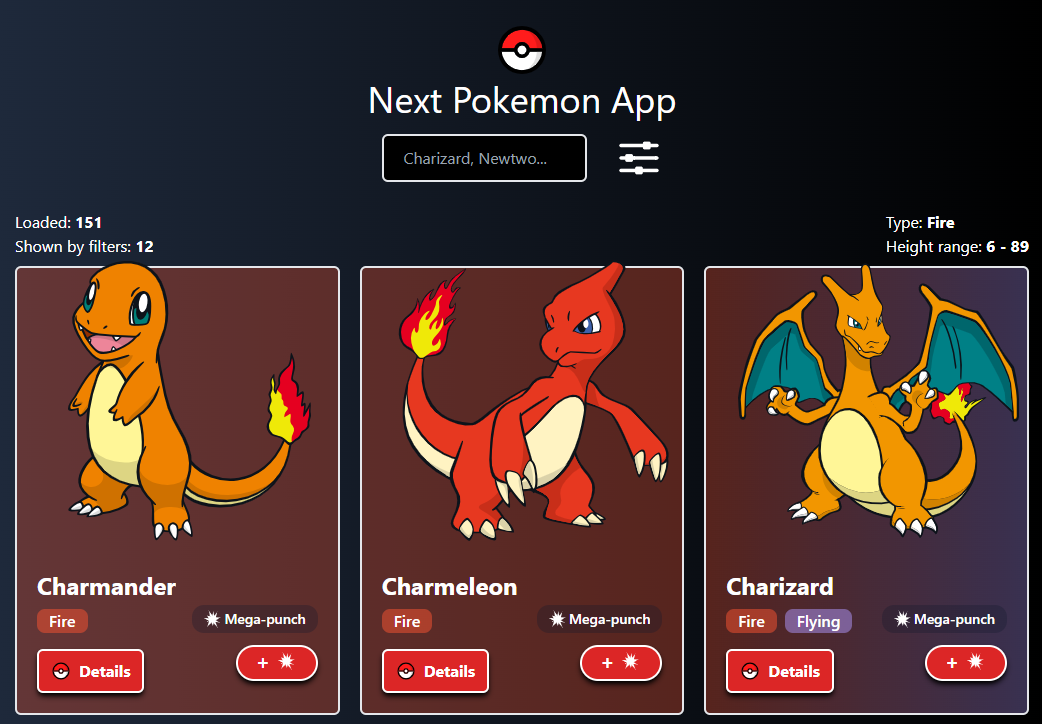 Next Pokemon App
Charizard, Newtwo...
Loaded: 151
Shown by filters: 12
Type: Fire
Height range: 6 - 89
Charmander
Fire
Mega-punch
Details
+
Charmeleon
Fire
Mega-punch
Details
+
Charizard
Fire
Flying
Mega-punch
Details
+